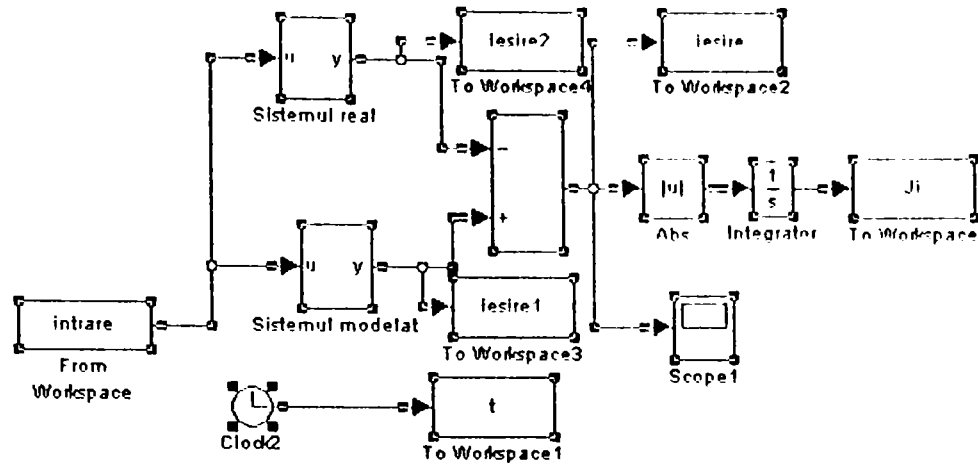 u y
Sistemul real
Iesire2
To Workspace4
iesire
To Workspace2
−
+
|u|
Abs
1
s
Integrator
Ji
To Workspace
u y
Sistemul modelat
Iesire1
To Workspace3
intrare
From
Workspace
Scope1
Clock2
t
To Workspace1